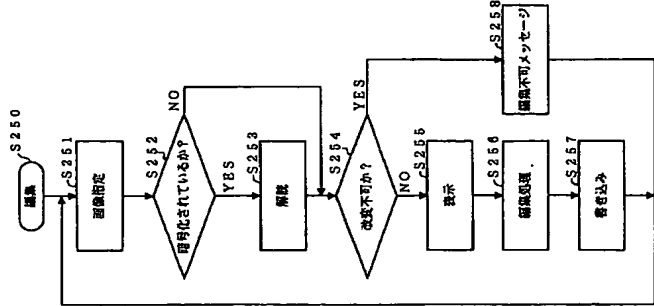 編集
S250
画像指定
S251
暗号化されているか?
S252
NO
YES
解読
S253
改変不可か?
S254
YES
NO
表示
S255
編集処理.
S256
書き込み
S257
編集不可メッセージ
S258